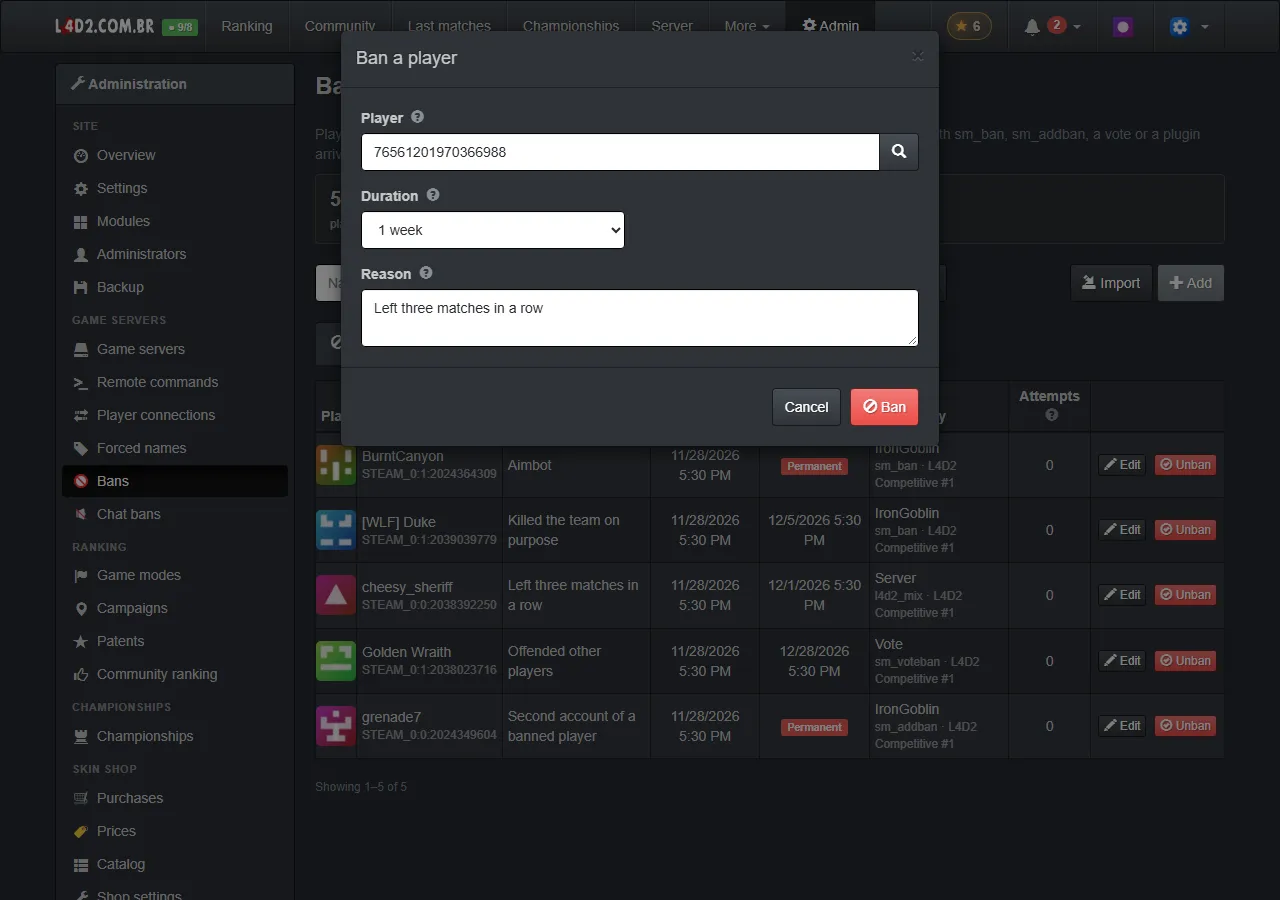 L4D2.COM.BR 9/8 Ranking Community Last matches Championships Server More Admin 6 2
Administration
SITE
Overview
Settings
Modules
Administrators
Backup
GAME SERVERS
Game servers
Remote commands
Player connections
Forced names
Bans
Chat bans
RANKING
Game modes
Campaigns
Patents
Community ranking
CHAMPIONSHIPS
Championships
SKIN SHOP
Purchases
Prices
Catalog
Shop settings
Ban a player
Player
76561201970366988
Duration
1 week
Reason
Left three matches in a row
Cancel Ban
sm_ban, sm_addban, a vote or a plugin
5
Import Add
Attempts
BurntCanyon
STEAM_0:1:2024364309
Aimbot
11/28/2026
5:30 PM
Permanent
IronGoblin
sm_ban · L4D2
Competitive #1
0
Edit Unban
[WLF] Duke
STEAM_0:1:2039039779
Killed the team on
purpose
11/28/2026
5:30 PM
12/5/2026 5:30
PM
IronGoblin
sm_ban · L4D2
Competitive #1
0
Edit Unban
cheesy_sheriff
STEAM_0:0:2038392250
Left three matches in
a row
11/28/2026
5:30 PM
12/1/2026 5:30
PM
Server
l4d2_mix · L4D2
Competitive #1
0
Edit Unban
Golden Wraith
STEAM_0:1:2038023716
Offended other
players
11/28/2026
5:30 PM
12/28/2026
5:30 PM
Vote
sm_voteban · L4D2
Competitive #1
0
Edit Unban
grenade7
STEAM_0:0:2024349604
Second account of a
banned player
11/28/2026
5:30 PM
Permanent
IronGoblin
sm_addban · L4D2
Competitive #1
0
Edit Unban
Showing 1–5 of 5